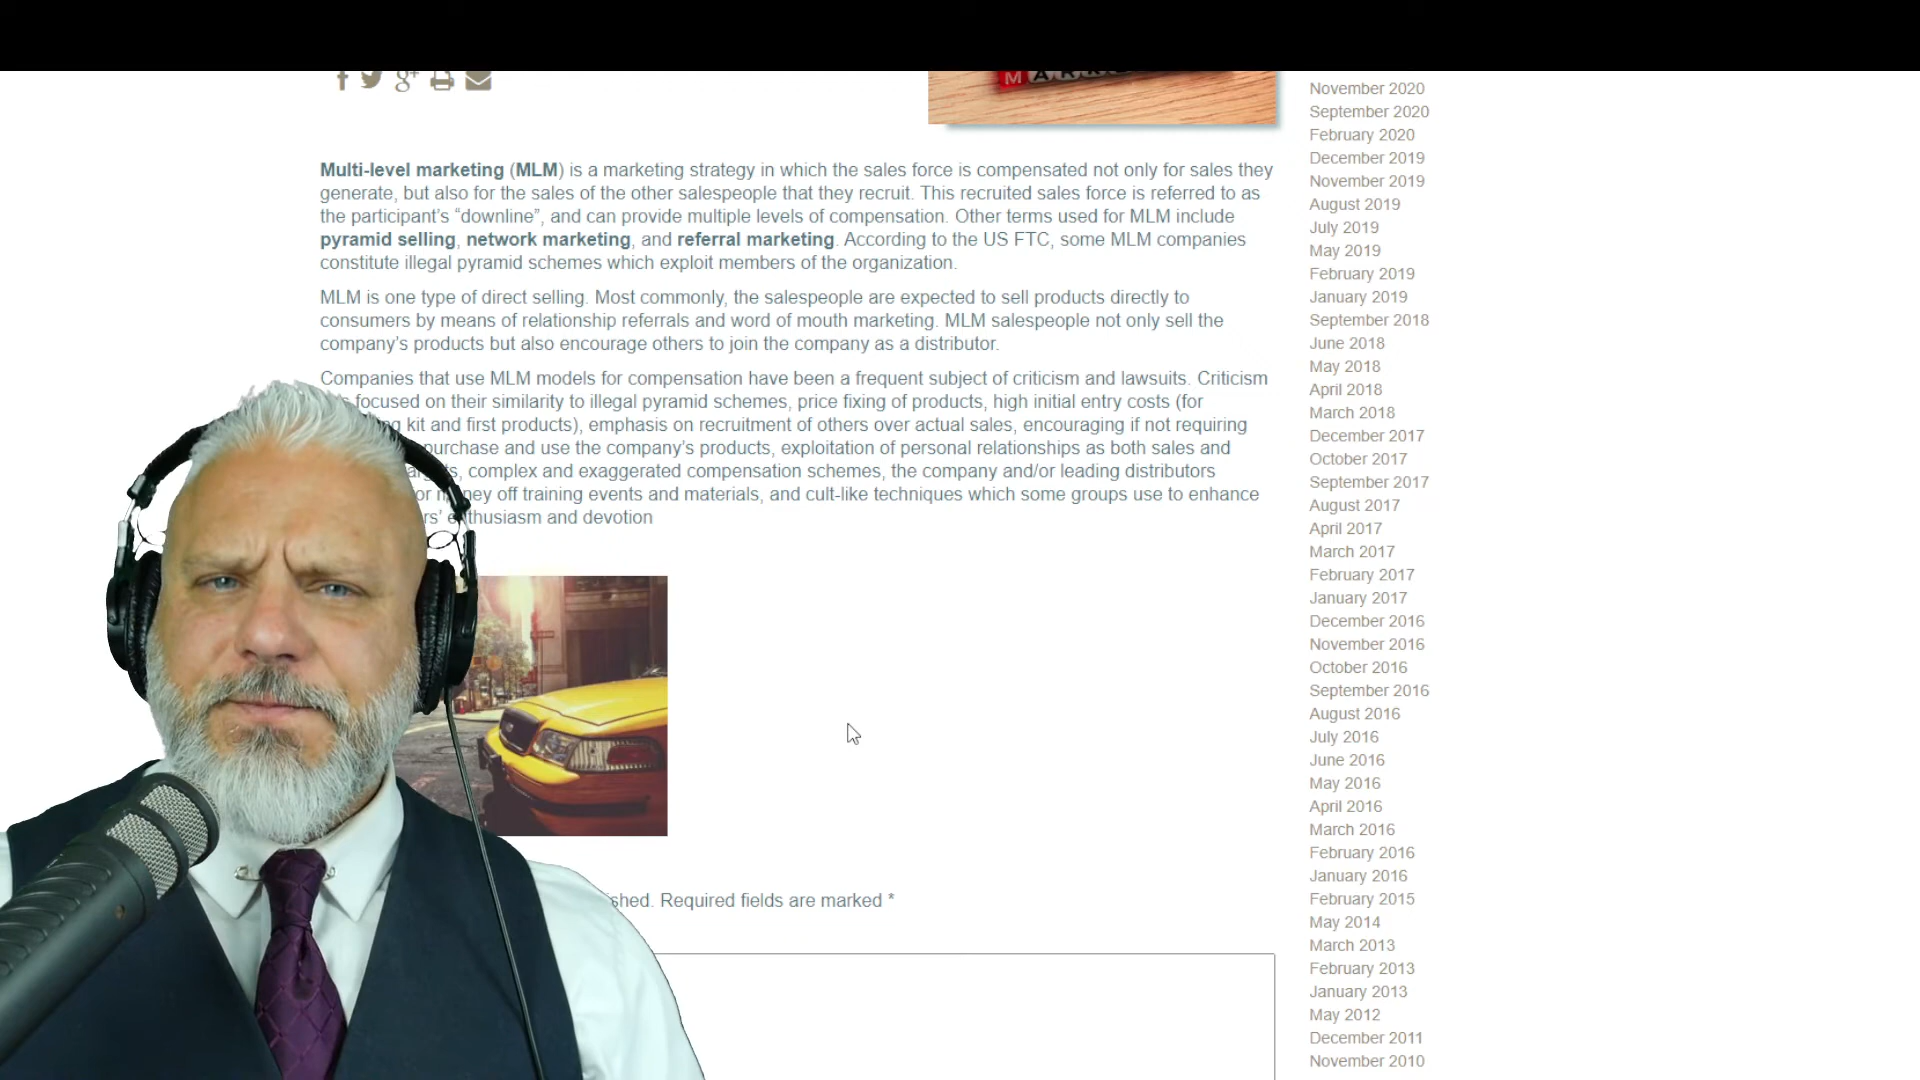 MARK
November 2020
September 2020
February 2020
December 2019
November 2019
August 2019
July 2019
May 2019
February 2019
January 2019
September 2018
June 2018
May 2018
April 2018
March 2018
December 2017
October 2017
September 2017
August 2017
April 2017
March 2017
February 2017
January 2017
December 2016
November 2016
October 2016
September 2016
August 2016
July 2016
June 2016
May 2016
April 2016
March 2016
February 2016
January 2016
February 2015
May 2014
March 2013
February 2013
January 2013
May 2012
December 2011
November 2010
Multi-level marketing (MLM) is a marketing strategy in which the sales force is compensated not only for sales they
generate, but also for the sales of the other salespeople that they recruit. This recruited sales force is referred to as
the participant’s “downline”, and can provide multiple levels of compensation. Other terms used for MLM include
pyramid selling, network marketing, and referral marketing. According to the US FTC, some MLM companies
constitute illegal pyramid schemes which exploit members of the organization.
MLM is one type of direct selling. Most commonly, the salespeople are expected to sell products directly to
consumers by means of relationship referrals and word of mouth marketing. MLM salespeople not only sell the
company’s products but also encourage others to join the company as a distributor.
Companies that use MLM models for compensation have been a frequent subject of criticism and lawsuits. Criticism
focused on their similarity to illegal pyramid schemes, price fixing of products, high initial entry costs (for
kit and first products), emphasis on recruitment of others over actual sales, encouraging if not requiring
purchase and use the company’s products, exploitation of personal relationships as both sales and
complex and exaggerated compensation schemes, the company and/or leading distributors
off training events and materials, and cult-like techniques which some groups use to enhance
enthusiasm and devotion
shed. Required fields are marked *